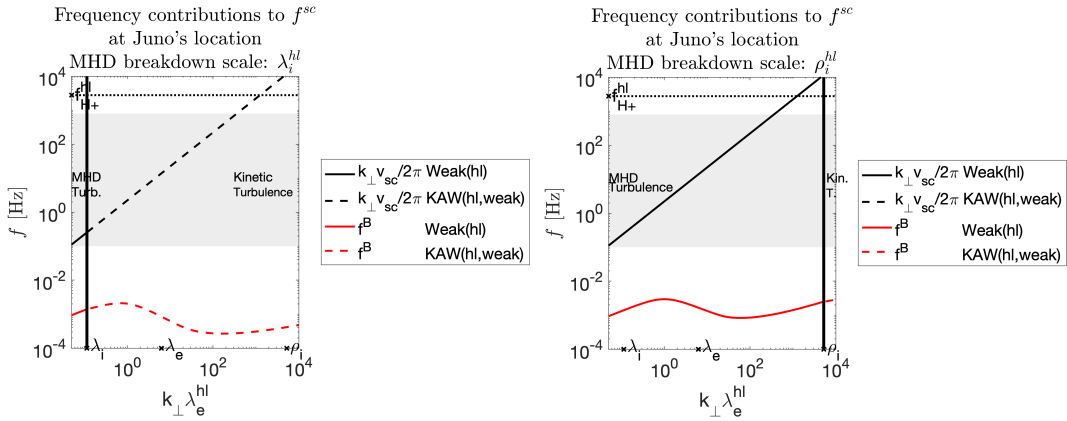 Frequency contributions to f^sc
at Juno's location
MHD breakdown scale: λ_i^hl
f [Hz]
10^4
10^2
10^0
10^-2
10^-4
f_H+^hl
MHD
Turb.
Kinetic
Turbulence
λ_i
λ_e
ρ_i
10^0
10^2
10^4
k_⊥λ_e^hl
k_⊥v_sc/2π Weak(hl)
k_⊥v_sc/2π KAW(hl,weak)
f^B Weak(hl)
f^B KAW(hl,weak)
Frequency contributions to f^sc
at Juno's location
MHD breakdown scale: ρ_i^hl
f [Hz]
10^4
10^2
10^0
10^-2
10^-4
f_H+^hl
MHD
Turbulence
Kin.
T.
λ_i
λ_e
ρ_i
10^0
10^2
10^4
k_⊥λ_e^hl
k_⊥v_sc/2π Weak(hl)
k_⊥v_sc/2π KAW(hl,weak)
f^B Weak(hl)
f^B KAW(hl,weak)